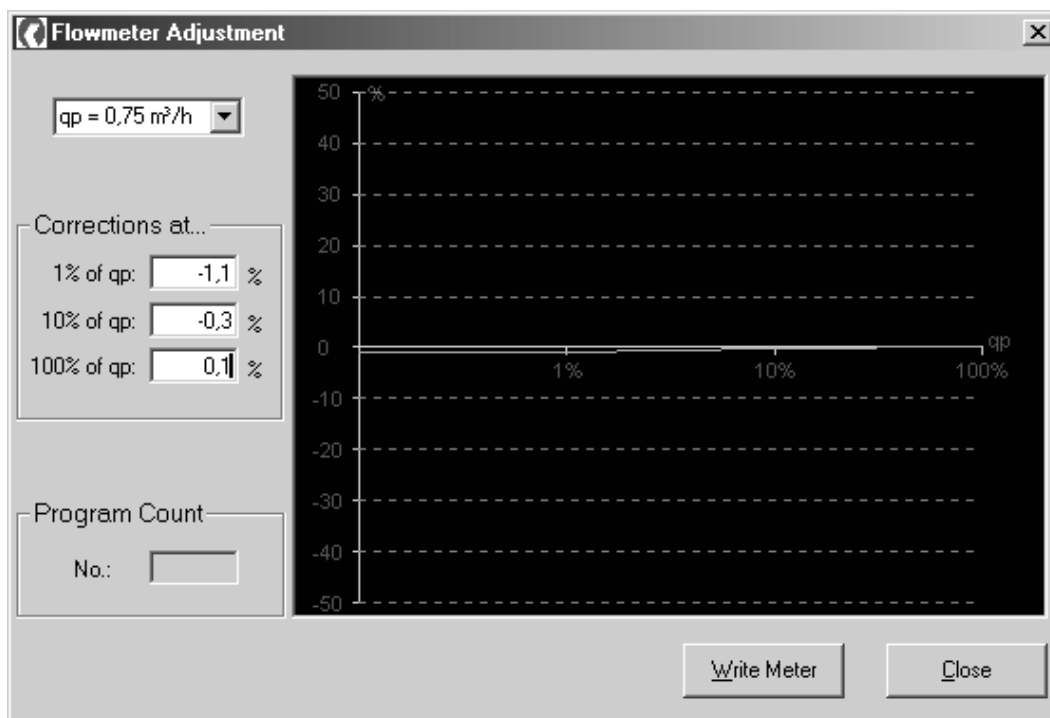 Flowmeter Adjustment
qp = 0,75 m³/h
Corrections at...
1% of qp: -1,1 %
10% of qp: -0,3 %
100% of qp: 0,1 %
Program Count
No.:
50 %
40
30
20
10
0 qp
1% 10% 100%
-10
-20
-30
-40
-50
Write Meter Close